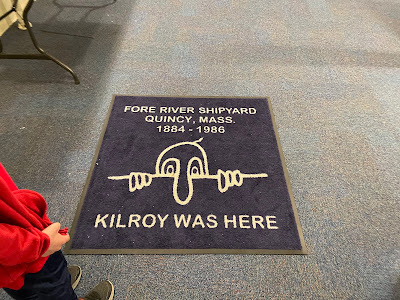 FORE RIVER SHIPYARD
QUINCY, MASS.
1884 - 1986
KILROY WAS HERE